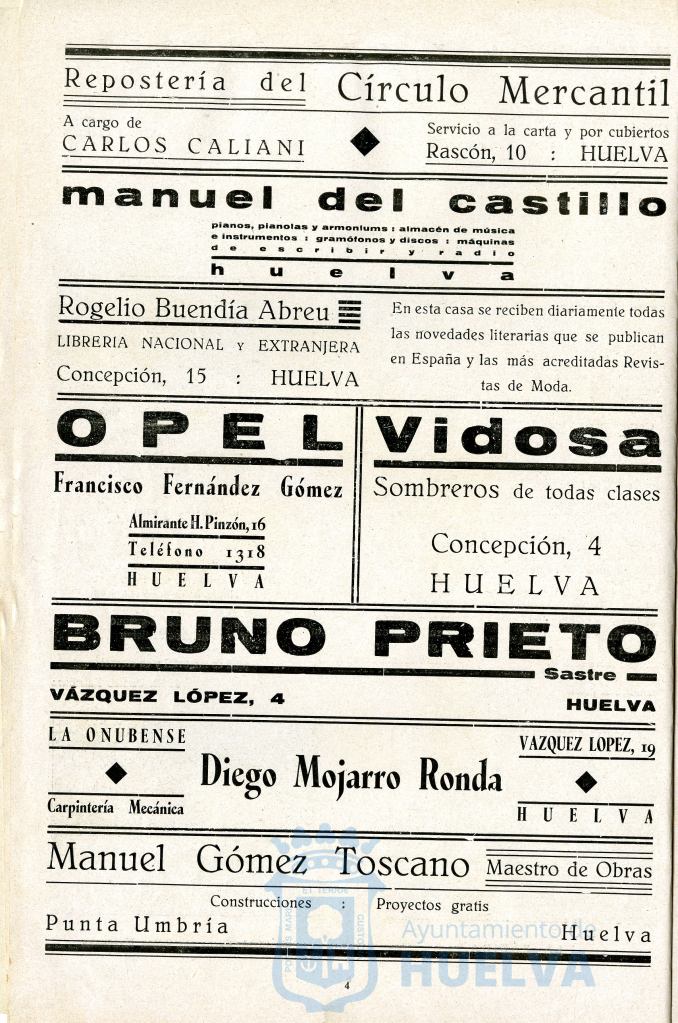 Repostería del Círculo Mercantil
A cargo de
CARLOS CALIANI
Servicio a la carta y por cubiertos
Rascón, 10 : HUELVA
manuel del castillo
pianos, pianolas y armoniums : almacén de música
e instrumentos : gramófonos y discos : máquinas
de escribir y radio
huelva
Rogelio Buendía Abreu
LIBRERIA NACIONAL Y EXTRANJERA
Concepción, 15 : HUELVA
En esta casa se reciben diariamente todas
las novedades literarias que se publican
en España y las más acreditadas Revis-
tas de Moda.
OPEL
Francisco Fernández Gómez
Almirante H. Pinzón, 16
Teléfono 1318
HUELVA
Vidosa
Sombreros de todas clases
Concepción, 4
HUELVA
BRUNO PRIETO
Sastre
VÁZQUEZ LÓPEZ, 4
HUELVA
LA ONUBENSE
Carpintería Mecánica
Diego Mojarro Ronda
VAZQUEZ LOPEZ, 19
HUELVA
Manuel Gómez Toscano
Maestro de Obras
Construcciones : Proyectos gratis
Punta Umbría
Huelva
Ayuntamiento de
HUELVA
4